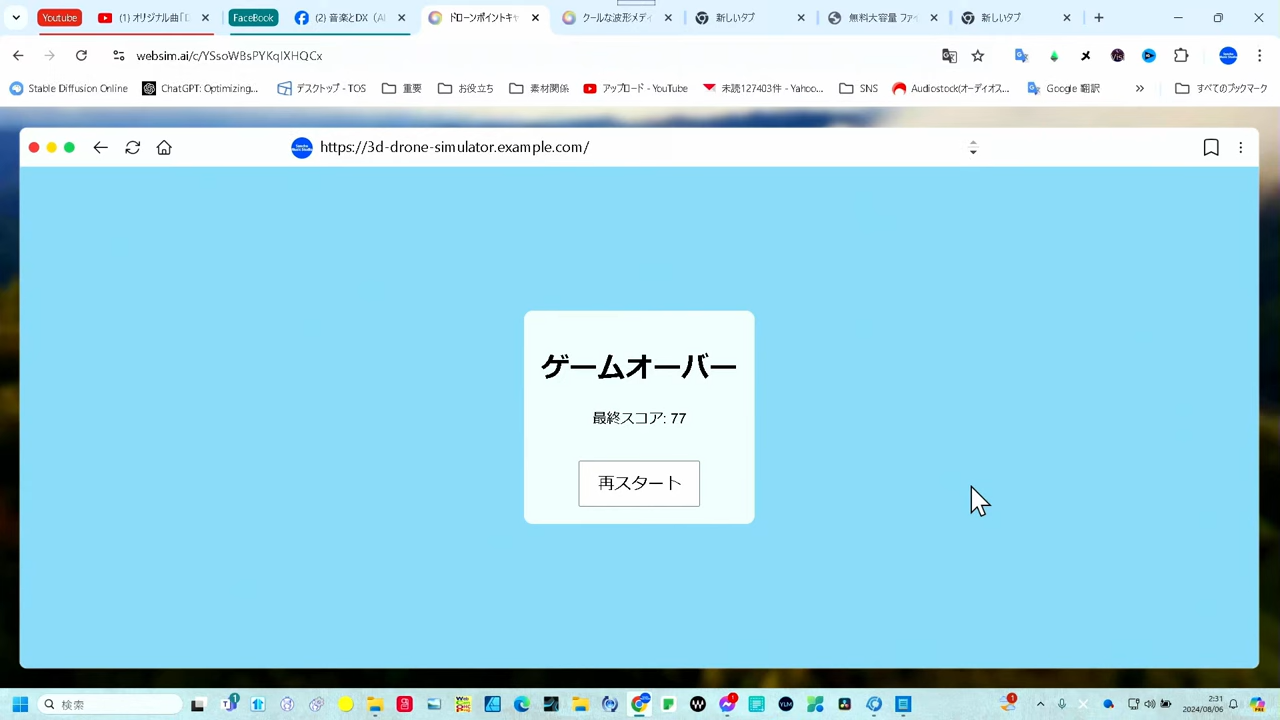 Youtube
(1) オリジナル曲「
FaceBook
(2) 音楽とDX（AI
ドローンポイントキャ
クールな波形メデ
新しいタブ
無料大容量 ファ
新しいタブ
websim.ai/c/YSsoWBsPYKqIXHQCx
Stable Diffusion Online
ChatGPT: Optimizing...
デスクトップ - TOS
重要
お役立ち
素材関係
アップロード - YouTube
未読127403件 - Yahoo...
SNS
Audiostock(オーディオス...
Google 翻訳
»
すべてのブックマーク
https://3d-drone-simulator.example.com/
ゲームオーバー
最終スコア: 77
再スタート
検索
2:31
2024/08/06